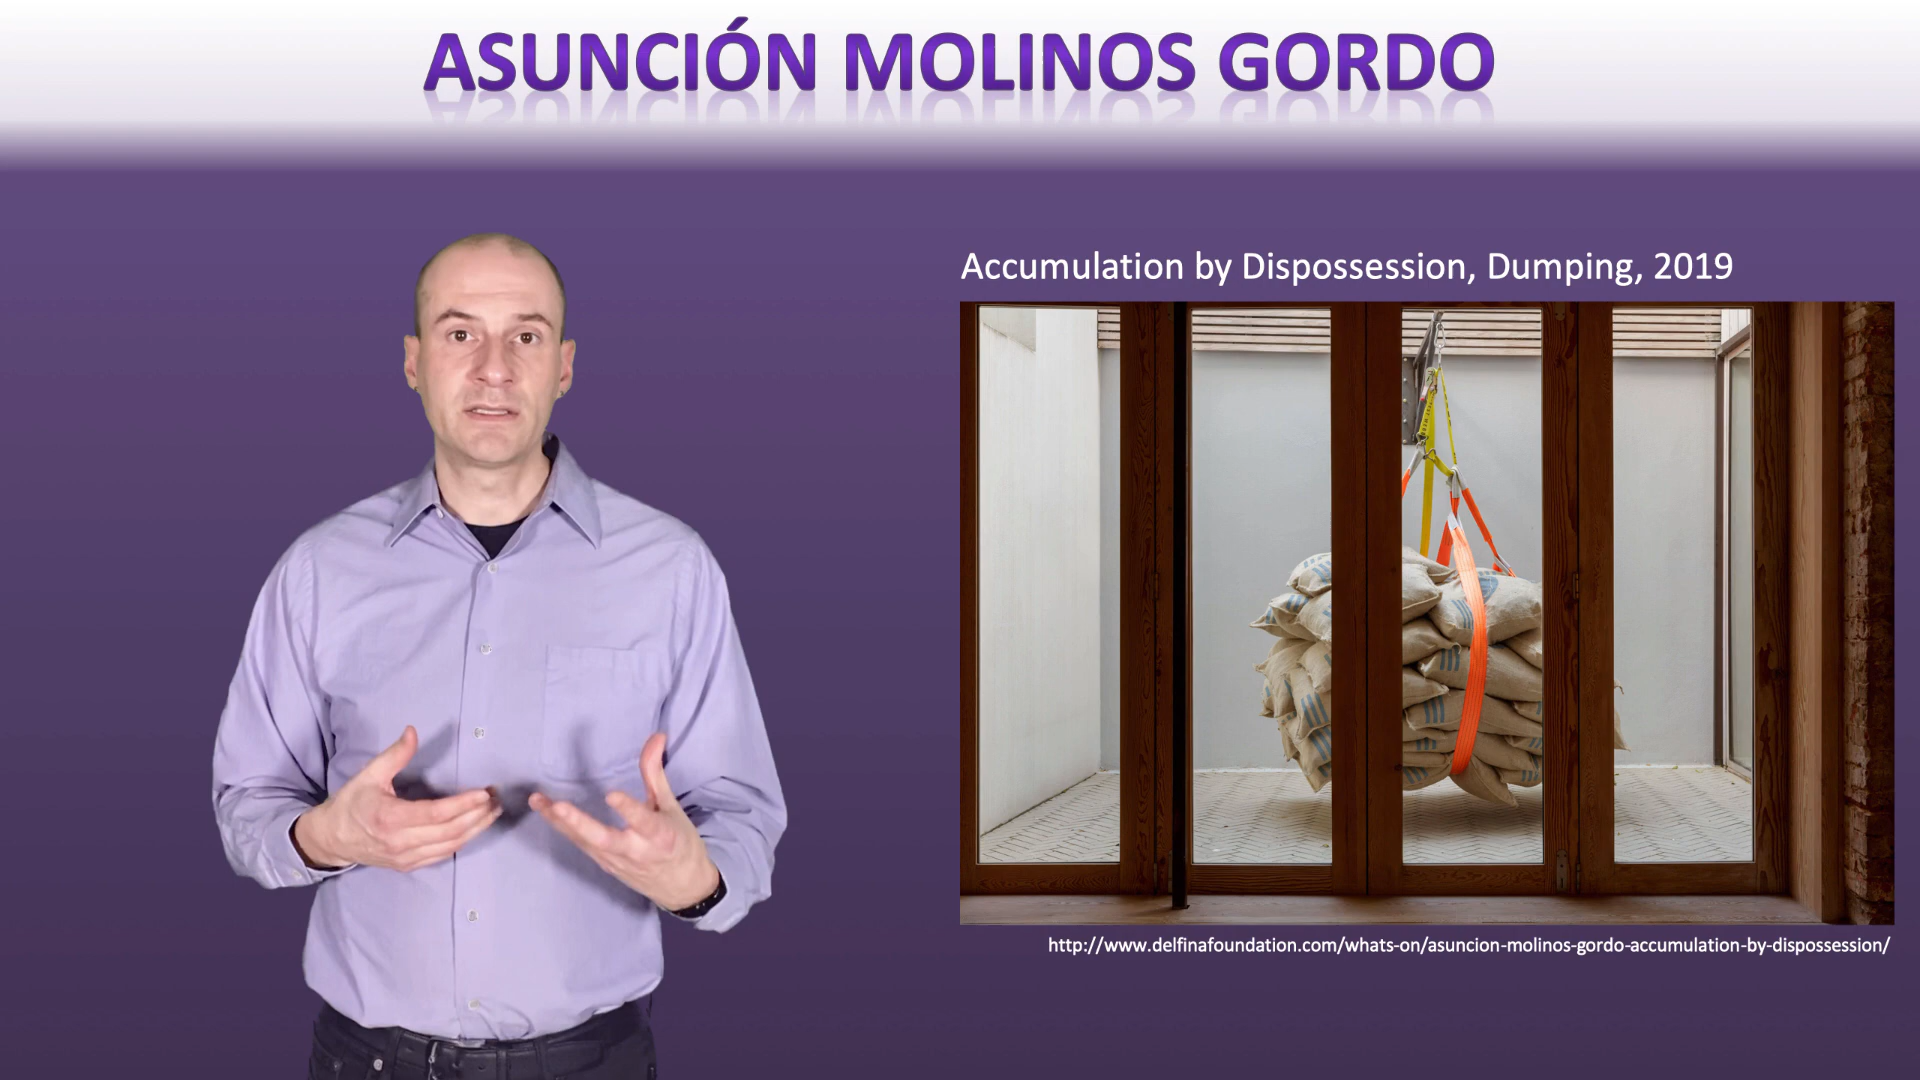 ASUNCIÓN MOLINOS GORDO
Accumulation by Dispossession, Dumping, 2019
http://www.delfinafoundation.com/whats-on/asuncion-molinos-gordo-accumulation-by-dispossession/